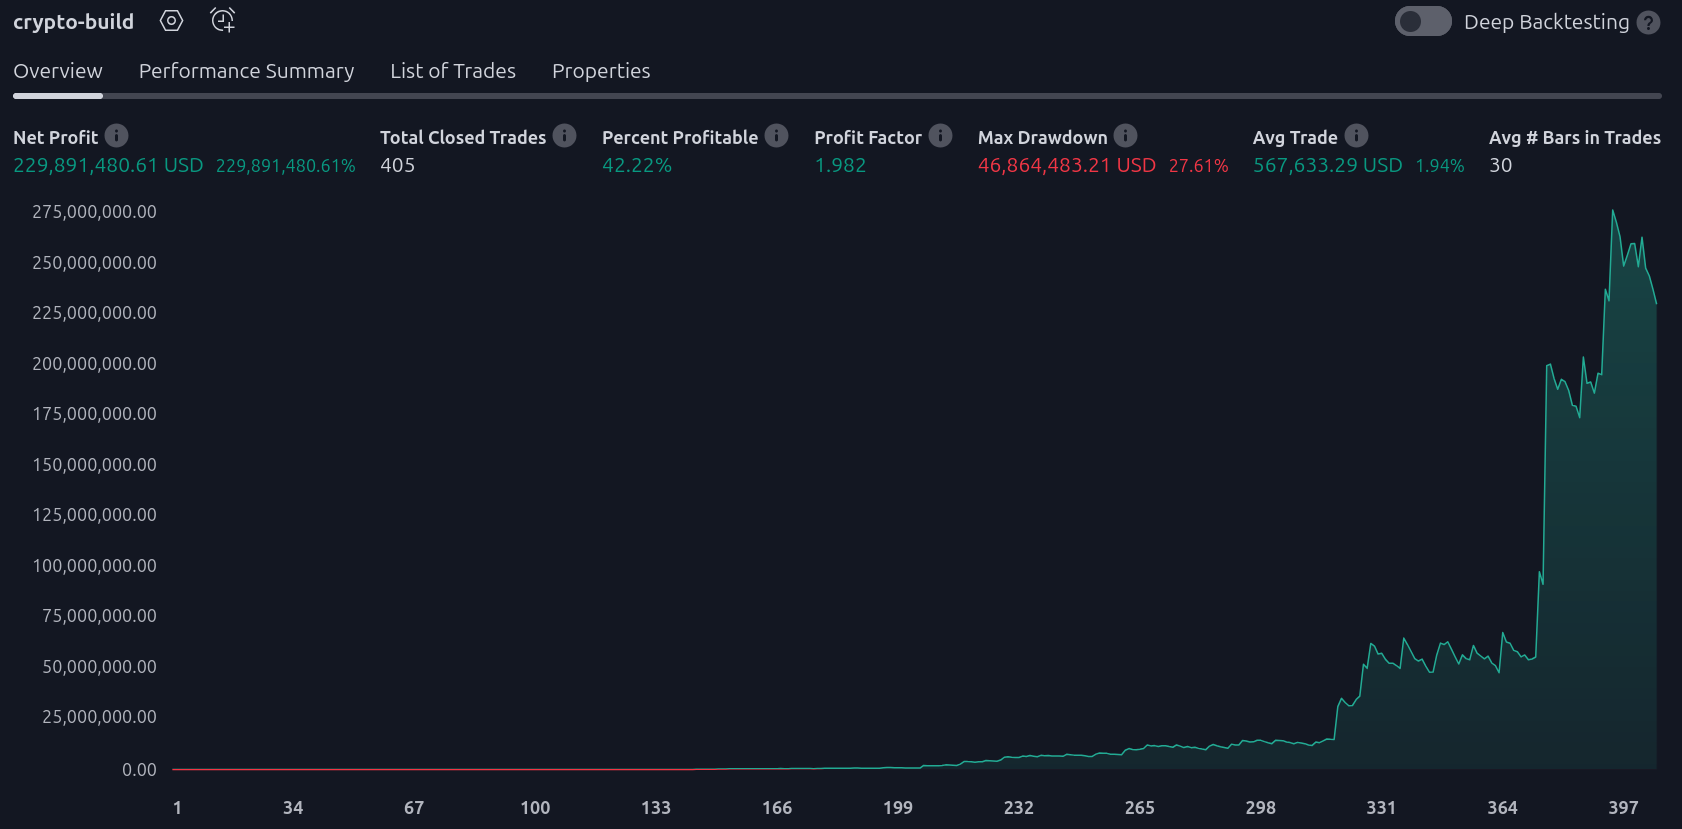 crypto-build
Deep Backtesting ?
Overview Performance Summary List of Trades Properties
Net Profit Total Closed Trades Percent Profitable Profit Factor Max Drawdown Avg Trade Avg # Bars in Trades
229,891,480.61 USD 229,891,480.61% 405 42.22% 1.982 46,864,483.21 USD 27.61% 567,633.29 USD 1.94% 30
275,000,000.00
250,000,000.00
225,000,000.00
200,000,000.00
175,000,000.00
150,000,000.00
125,000,000.00
100,000,000.00
75,000,000.00
50,000,000.00
25,000,000.00
0.00
1 34 67 100 133 166 199 232 265 298 331 364 397